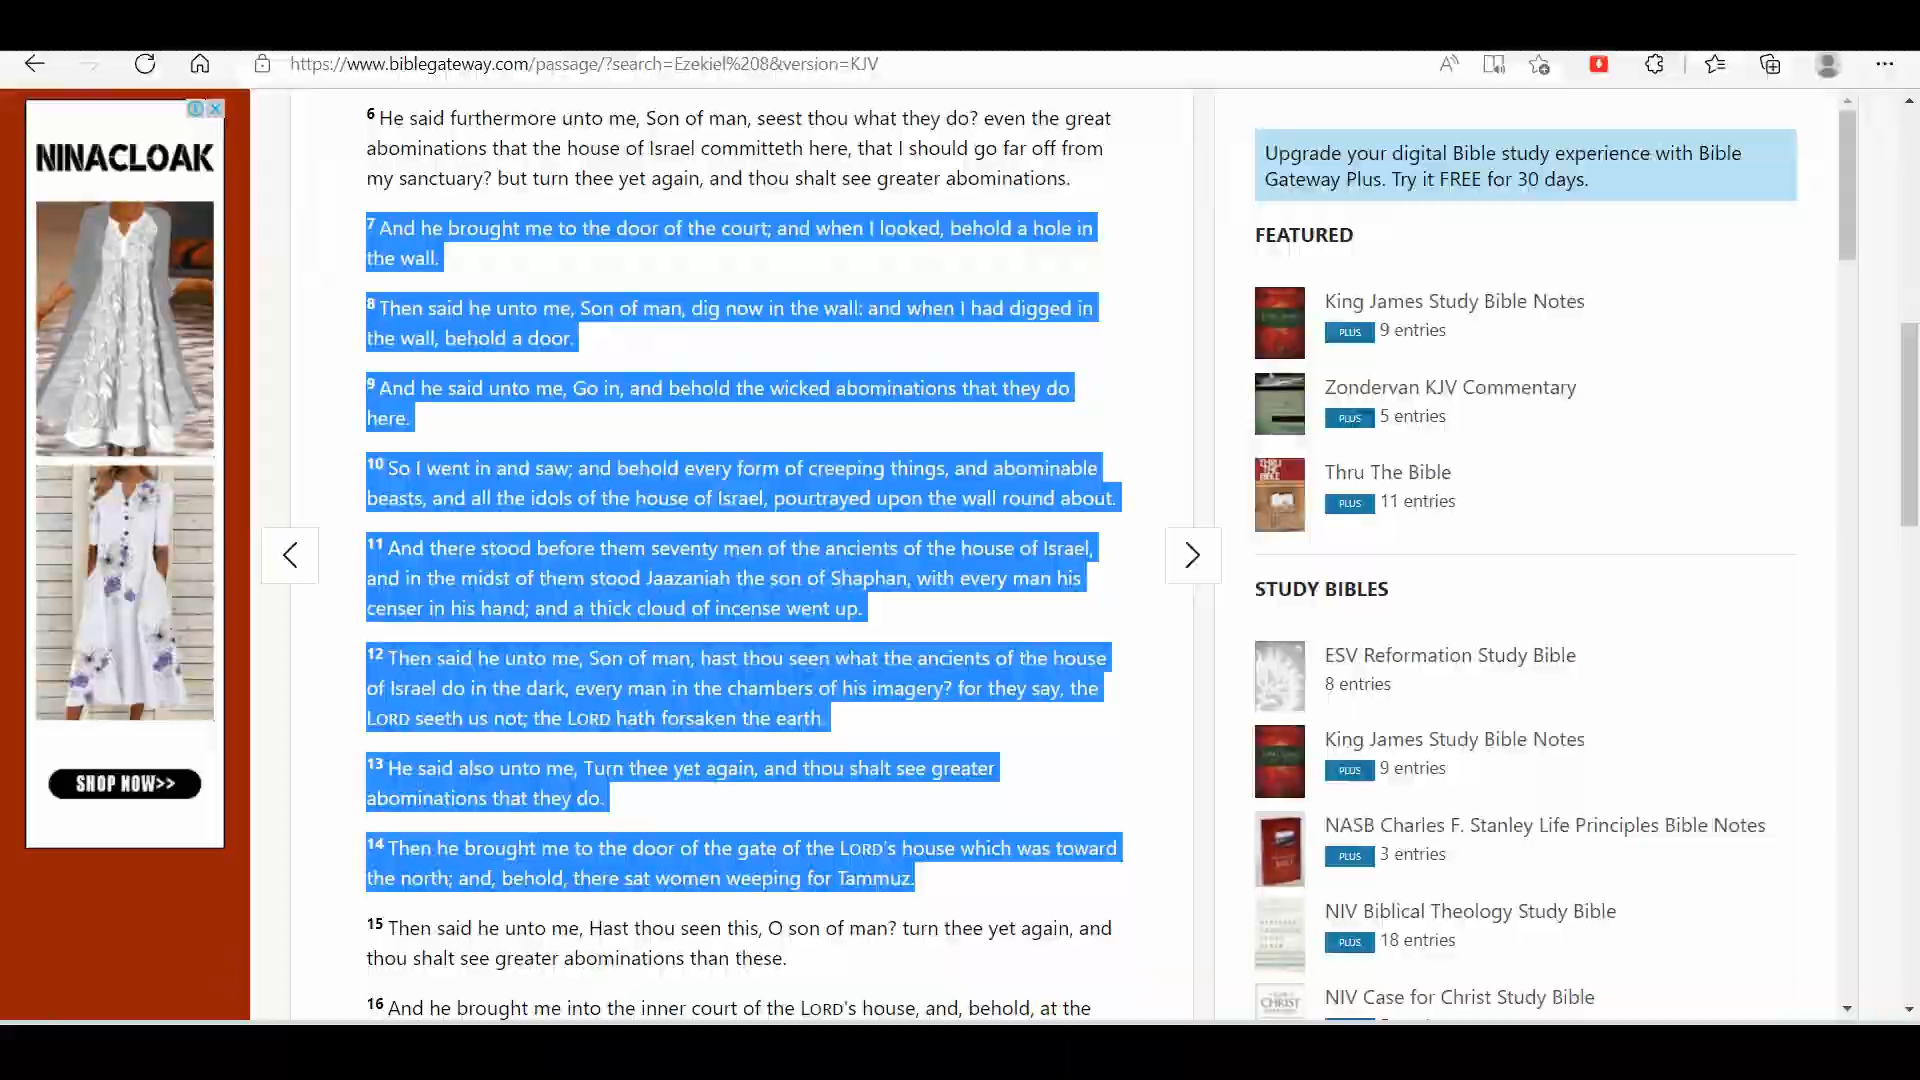 https://www.biblegateway.com/passage/?search=Ezekiel%208&version=KJV
NINACLOAK
SHOP NOW>>
6 He said furthermore unto me, Son of man, seest thou what they do? even the great
abominations that the house of Israel committeth here, that I should go far off from
my sanctuary? but turn thee yet again, and thou shalt see greater abominations.
7 And he brought me to the door of the court; and when I looked, behold a hole in
the wall.
8 Then said he unto me, Son of man, dig now in the wall: and when I had digged in
the wall, behold a door.
9 And he said unto me, Go in, and behold the wicked abominations that they do
here.
10 So I went in and saw; and behold every form of creeping things, and abominable
beasts, and all the idols of the house of Israel, pourtrayed upon the wall round about.
11 And there stood before them seventy men of the ancients of the house of Israel,
and in the midst of them stood Jaazaniah the son of Shaphan, with every man his
censer in his hand; and a thick cloud of incense went up.
12 Then said he unto me, Son of man, hast thou seen what the ancients of the house
of Israel do in the dark, every man in the chambers of his imagery? for they say, the
LORD seeth us not; the LORD hath forsaken the earth.
13 He said also unto me, Turn thee yet again, and thou shalt see greater
abominations that they do.
14 Then he brought me to the door of the gate of the LORD's house which was toward
the north; and, behold, there sat women weeping for Tammuz.
15 Then said he unto me, Hast thou seen this, O son of man? turn thee yet again, and
thou shalt see greater abominations than these.
16 And he brought me into the inner court of the LORD's house, and, behold, at the
Upgrade your digital Bible study experience with Bible
Gateway Plus. Try it FREE for 30 days.
FEATURED
King James Study Bible Notes
PLUS 9 entries
Zondervan KJV Commentary
PLUS 5 entries
Thru The Bible
PLUS 11 entries
STUDY BIBLES
ESV Reformation Study Bible
8 entries
King James Study Bible Notes
PLUS 9 entries
NASB Charles F. Stanley Life Principles Bible Notes
PLUS 3 entries
NIV Biblical Theology Study Bible
PLUS 18 entries
NIV Case for Christ Study Bible